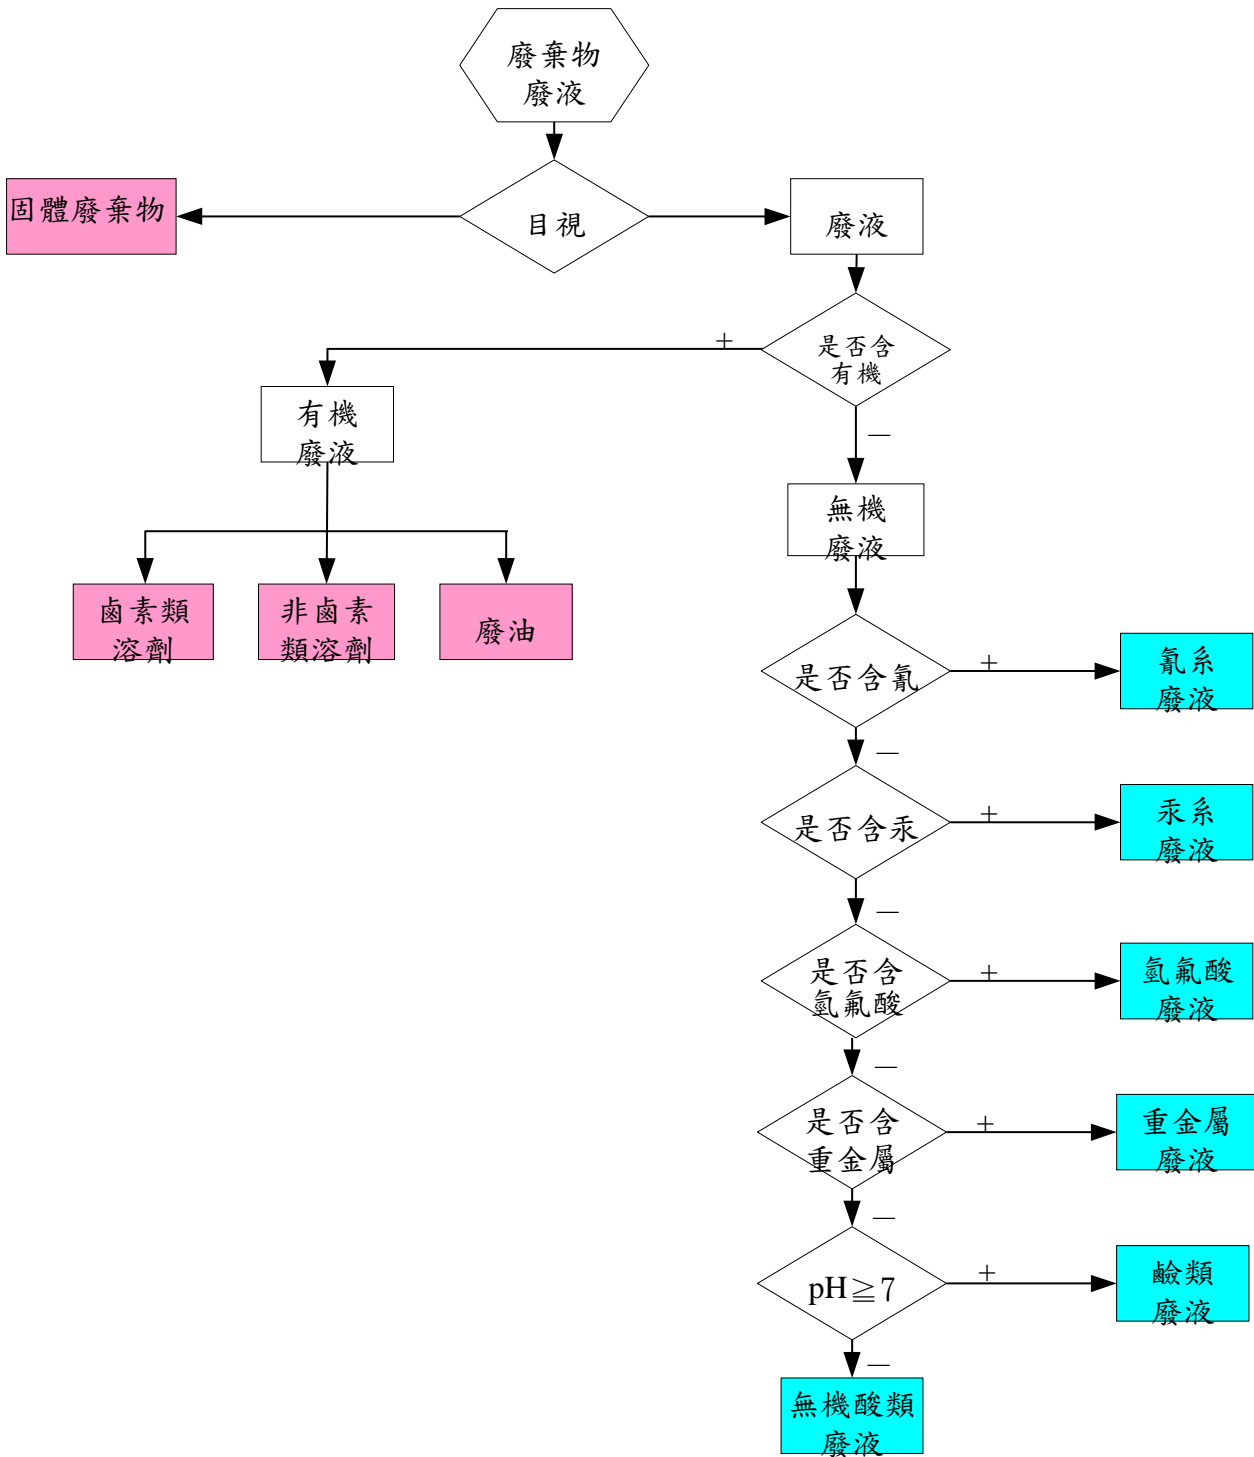 廢棄物
廢液
固體廢棄物
目視
廢液
+
是否含
有機
有機
廢液
—
無機
廢液
鹵素類
溶劑
非鹵素
類溶劑
廢油
是否含氰
+
氰系
廢液
—
是否含汞
+
汞系
廢液
—
是否含
氫氟酸
+
氫氟酸
廢液
—
是否含
重金屬
+
重金屬
廢液
—
pH≧7
+
鹼類
廢液
—
無機酸類
廢液